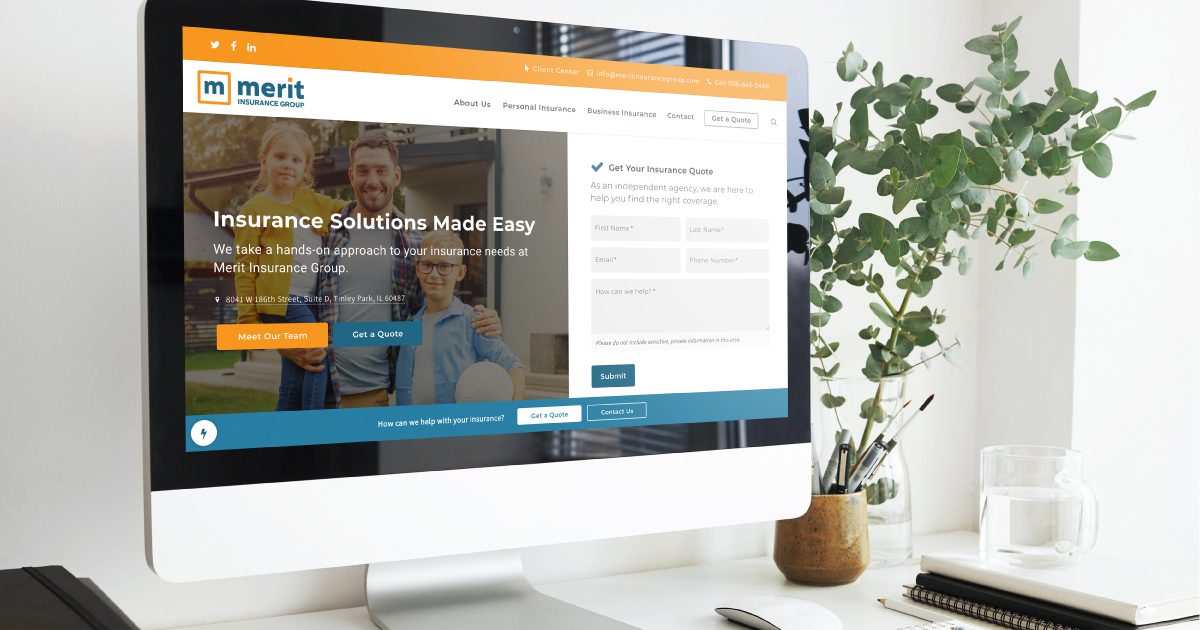 Client Center info@meritinsurancegroup.com Call 708-845-5466
m merit
INSURANCE GROUP
About Us Personal Insurance Business Insurance Contact Get a Quote
Insurance Solutions Made Easy
We take a hands-on approach to your insurance needs at
Merit Insurance Group.
8041 W 186th Street, Suite D, Tinley Park, IL 60487
Meet Our Team Get a Quote
Get Your Insurance Quote
As an independent agency, we are here to
help you find the right coverage.
First Name* Last Name*
Email* Phone Number*
How can we help? *
Please do not include sensitive, private information in this area.
Submit
How can we help with your insurance? Get a Quote Contact Us